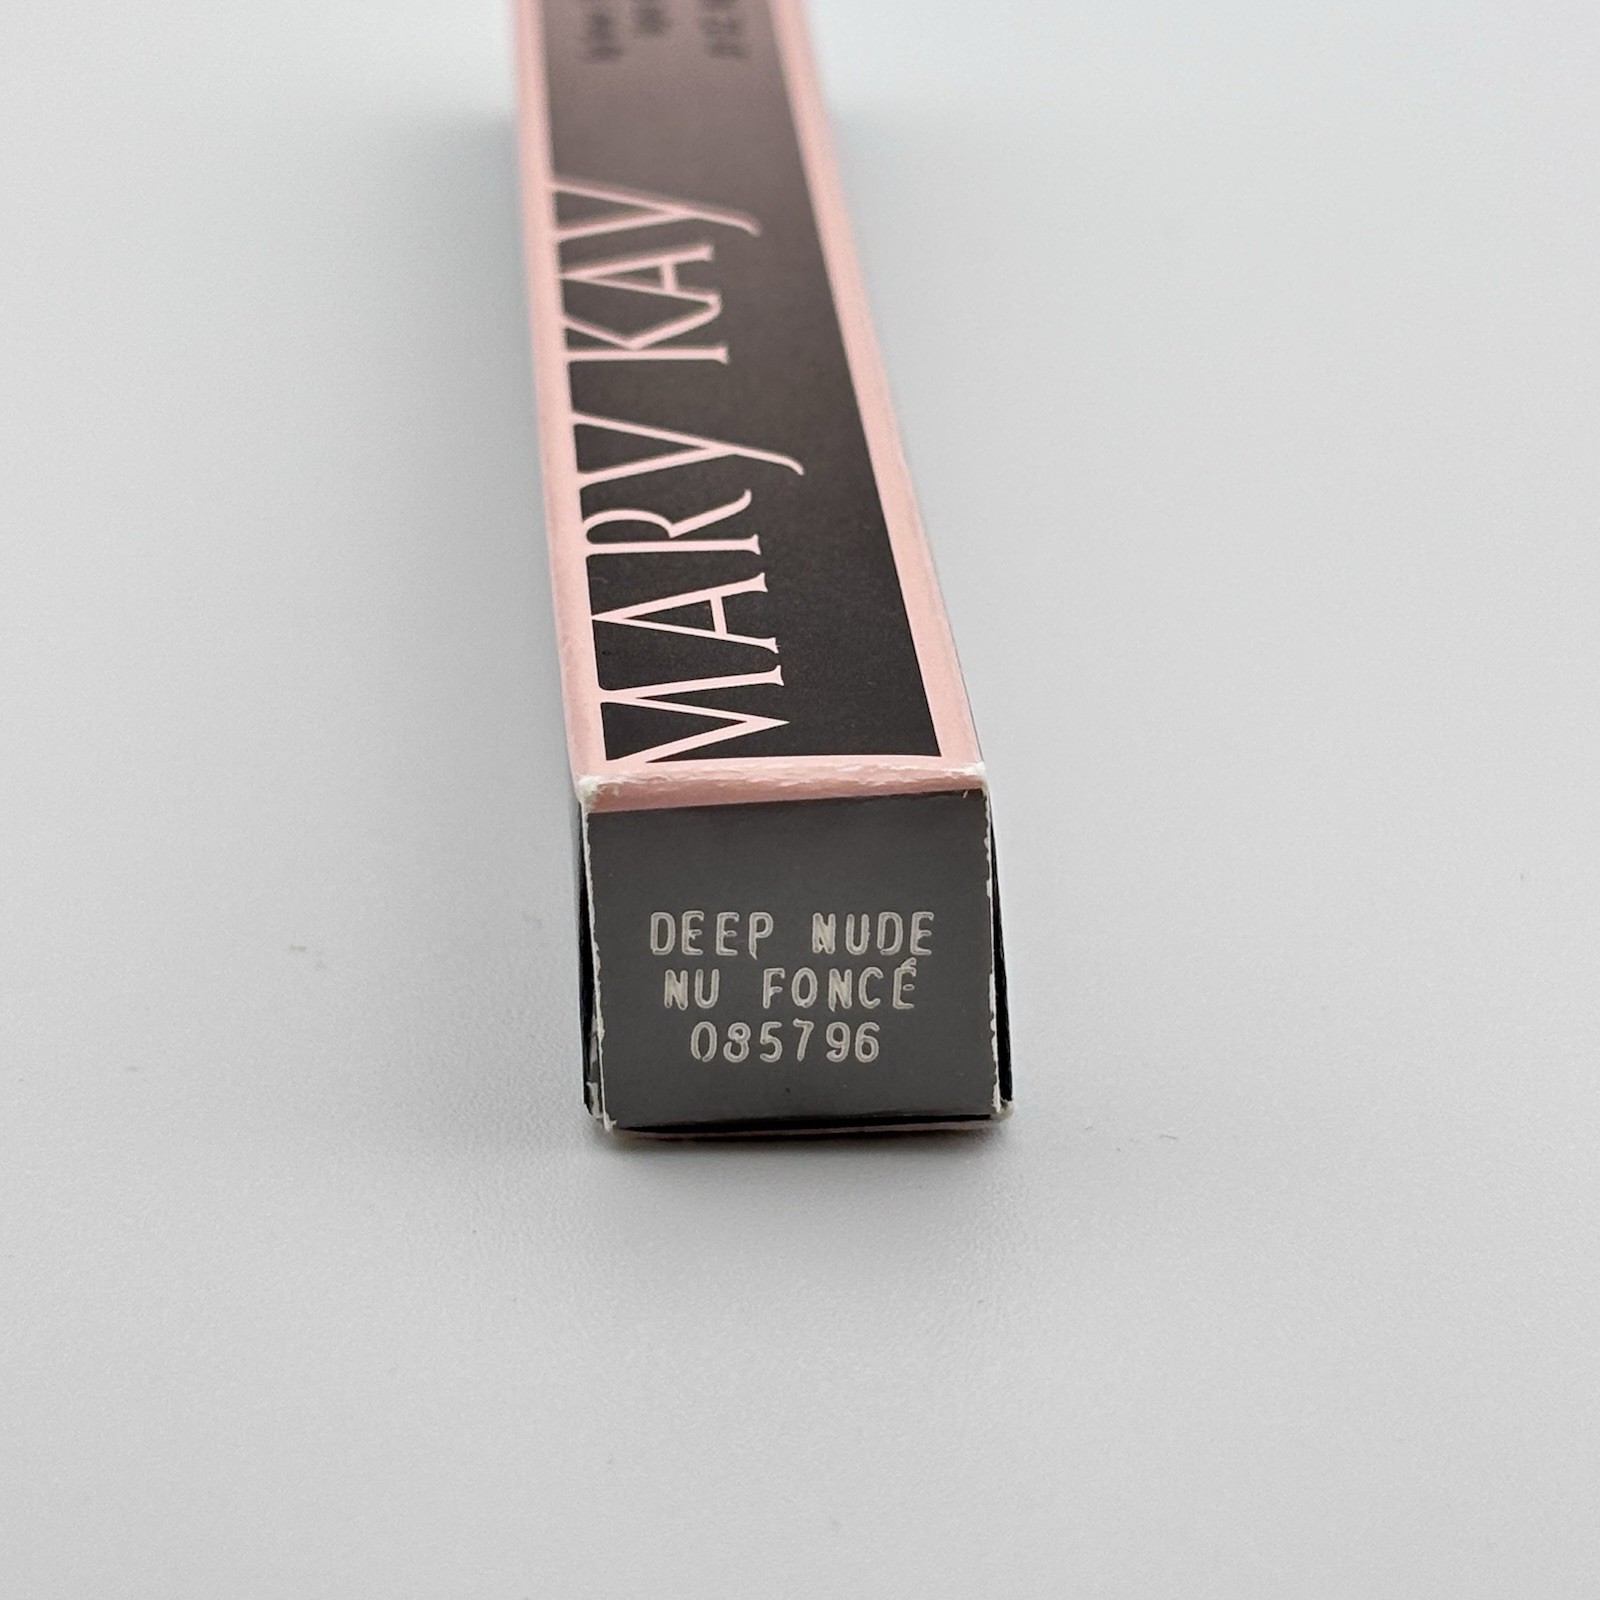 MARY KAY
DEEP NUDE
NU FONCÉ
085796